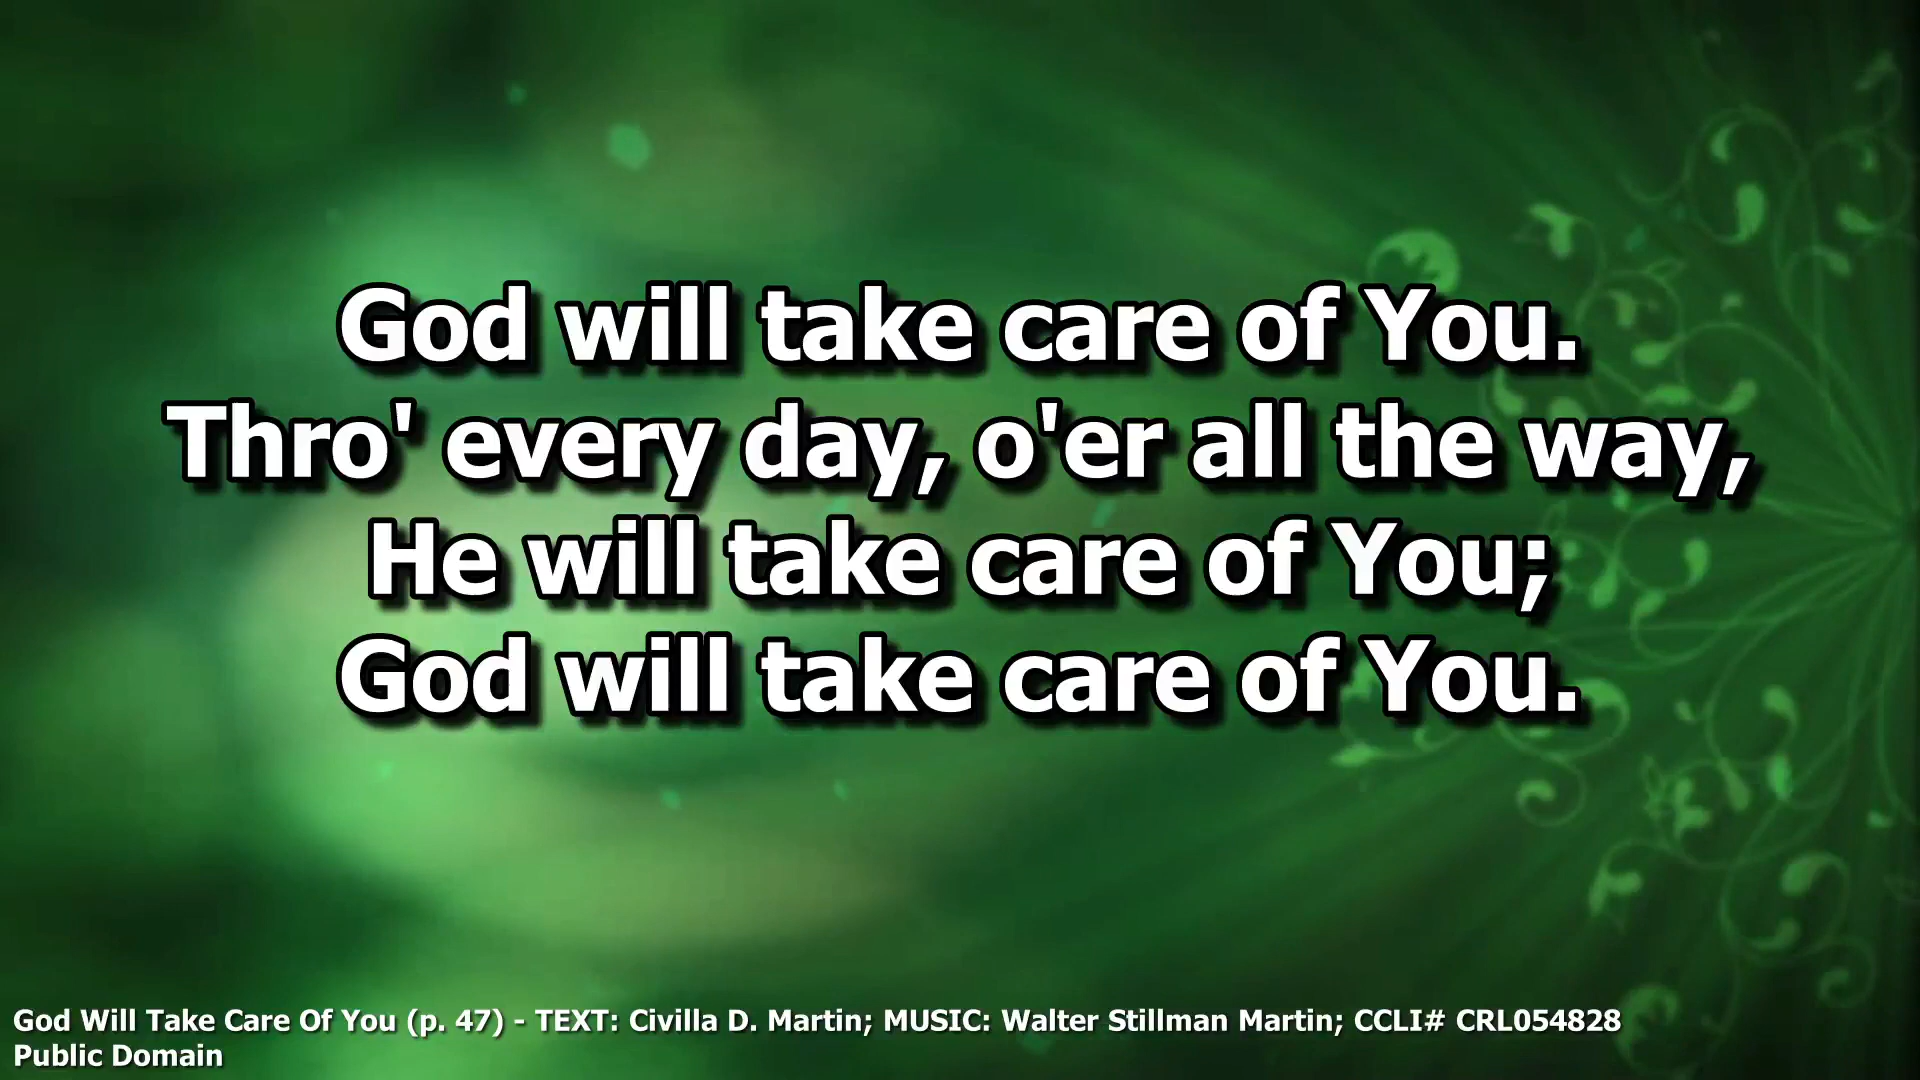 God will take care of You.
Thro' every day, o'er all the way,
He will take care of You;
God will take care of You.
God Will Take Care Of You (p. 47) - TEXT: Civilla D. Martin; MUSIC: Walter Stillman Martin; CCLI# CRL054828
Public Domain